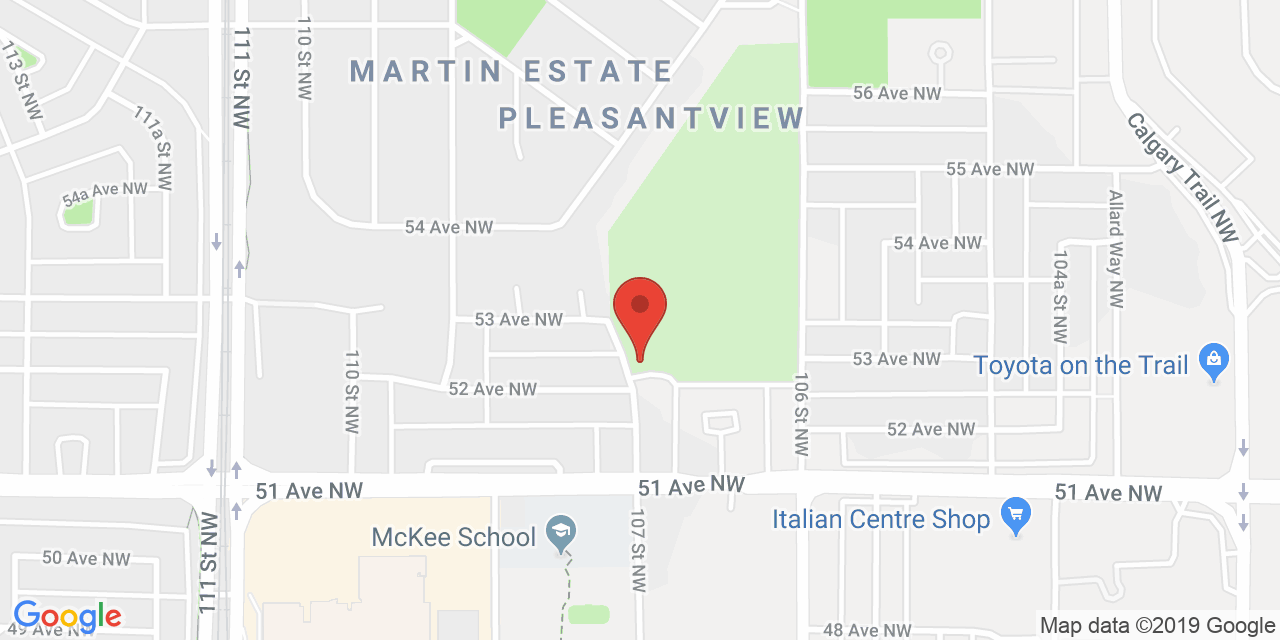 110 St NW
111 St NW
113 St NW
MARTIN ESTATE
PLEASANTVIEW
56 Ave NW
111a St NW
Calgary Trail NW
55 Ave NW
54a Ave NW
Allard Way NW
54 Ave NW
54 Ave NW
104a St NW
53 Ave NW
53 Ave NW
Toyota on the Trail
110 St NW
52 Ave NW
106 St NW
52 Ave NW
51 Ave NW
51 Ave NW
51 Ave NW
111 St NW
McKee School
107 St NW
Italian Centre Shop
50 Ave NW
Google
49 Ave NW
48 Ave NW
Map data ©2019 Google